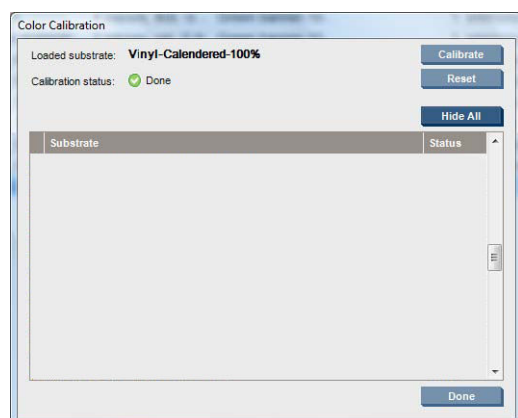 Color Calibration
Loaded substrate: Vinyl-Calendered-100% Calibrate
Calibration status: Done Reset
Hide All
Substrate Status
Done